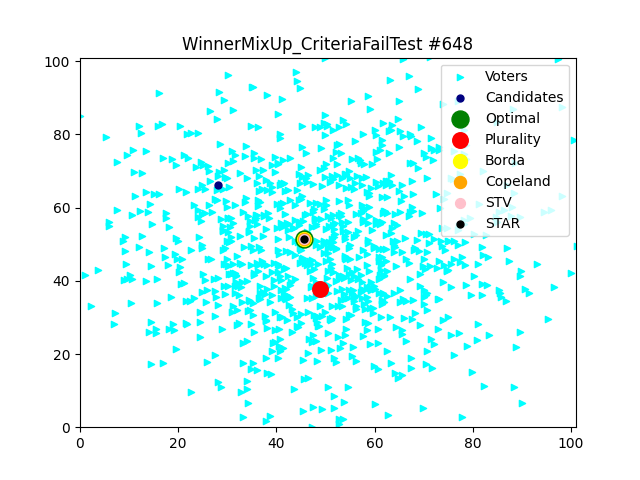 WinnerMixUp_CriteriaFailTest #648
Voters
Candidates
Optimal
Plurality
Borda
Copeland
STV
STAR
100
80
60
40
20
0
0 20 40 60 80 100